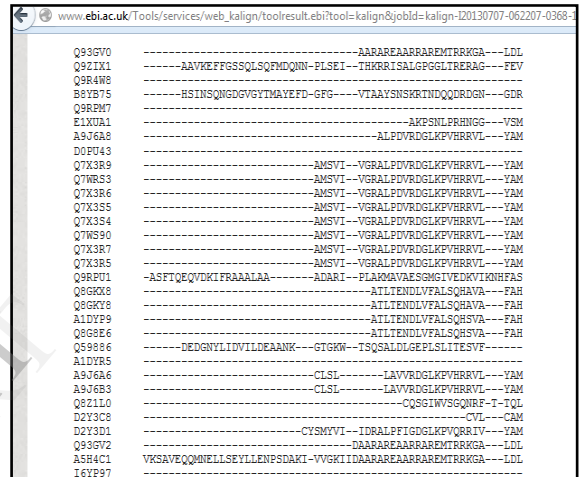 www.ebi.ac.uk/Tools/services/web_kalign/toolresult.ebi?tool=kalign&jobId=kalign-I20130707-062207-0368-1
Q93GV0 ----------------------------------AARAREAARRAREMTRRKGA---LDL
Q9ZIX1 ------AAVKEFFGSSQLSQFMDQNN-PLSEI--THKRRISALGPGGLTRERAG---FEV
Q9R4W8 ------------------------------------------------------------
B8YB75 ------HSINSQNGDGVGYTMAYEFD-GFG----VTAAYSNSKRTNDQQDRDGN---GDR
Q9RPM7 ------------------------------------------------------------
E1XUA1 ------------------------------------------AKPSNLPRHNGG---VSM
A9J6A8 -------------------------------------ALPDVRDGLKPVHRRVL---YAM
D0PU43 ------------------------------------------------------------
Q7X3R9 ---------------------------AMSVI--VGRALPDVRDGLKPVHRRVL---YAM
Q7WRS3 ---------------------------AMSVI--VGRALPDVRDGLKPVHRRVL---YAM
Q7X3R6 ---------------------------AMSVI--VGRALPDVRDGLKPVHRRVL---YAM
Q7X3S5 ---------------------------AMSVI--VGRALPDVRDGLKPVHRRVL---YAM
Q7X3S4 ---------------------------AMSVI--VGRALPDVRDGLKPVHRRVL---YAM
Q7WS90 ---------------------------AMSVI--VGRALPDVRDGLKPVHRRVL---YAM
Q7X3R7 ---------------------------AMSVI--VGRALPDVRDGLKPVHRRVL---YAM
Q7X3R5 ---------------------------AMSVI--VGRALPDVRDGLKPVHRRVL---YAM
Q9RPU1 -ASFTQEQVDKIFRAAALAA-------ADARI--PLAKMAVAESGMGIVEDKVIKNHFAS
Q8GKX8 ------------------------------------ATLTENDLVFALSQHAVA---FAH
Q8GKY8 ------------------------------------ATLTENDLVFALSQHAVA---FAH
A1DYP9 ------------------------------------ATLTENDLVFALSQHSVA---FAH
Q8G8E6 ------------------------------------ATLTENDLVFALSQHSVA---FAH
Q59886 ------DEDGNYLIDVILDEAANK---GTGKW--TSQSALDLGEPLSLITESVF------
A1DYR5 ------------------------------------------------------------
A9J6A6 ---------------------------CLSL-------LAVVRDGLKPVHRRVL---YAM
A9J6B3 ---------------------------CLSL-------LAVVRDGLKPVHRRVL---YAM
Q8Z1L0 -----------------------------------------CQSGIWVSGQNRF-T-TQL
D2Y3C8 ---------------------------------------------------CVL---CAM
D2Y3D1 -------------------------CYSMYVI--IDRALPFIGDGLKPVQRRIV---YAM
Q93GV2 ---------------------------------DAARAREAARRAREMTRRKGA---LDL
A5H4C1 VKSAVEQQMNELLSEYLLENPSDAKI-VVGKIIDAARAREAARRAREMTRRKGA---LDL
I6YP97 ------------------------------------------------------------